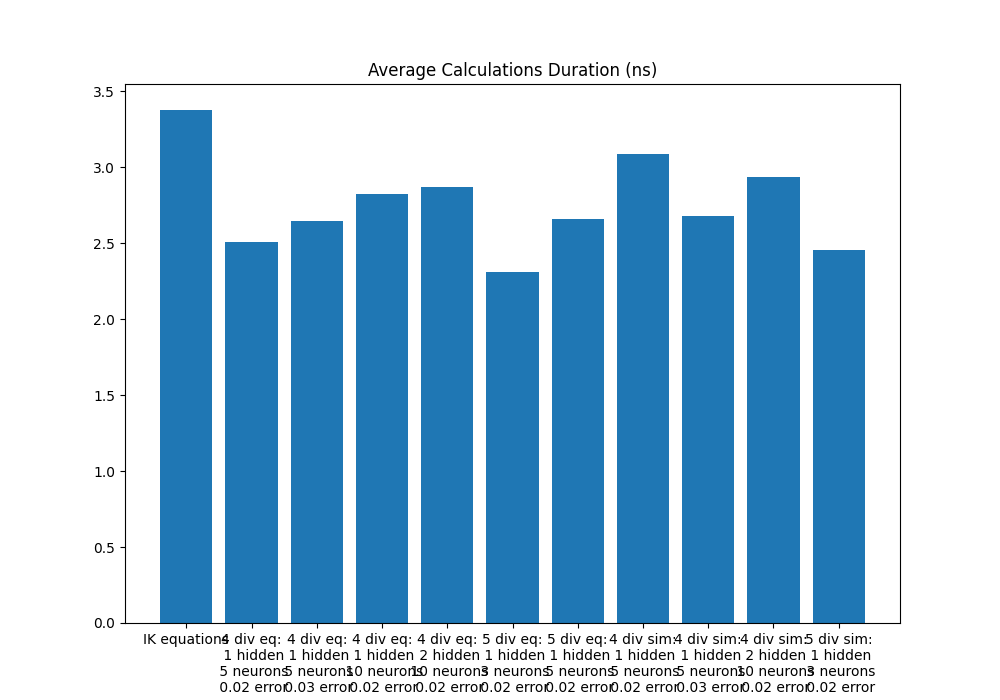 Average Calculations Duration (ns)
3.5
3.0
2.5
2.0
1.5
1.0
0.5
0.0
IK equations
4 div eq:
1 hidden
5 neurons
0.02 error
4 div eq:
1 hidden
5 neurons
0.03 error
4 div eq:
1 hidden
10 neurons
0.02 error
4 div eq:
2 hidden
10 neurons
0.02 error
5 div eq:
1 hidden
3 neurons
0.02 error
5 div eq:
1 hidden
5 neurons
0.02 error
4 div sim:
1 hidden
5 neurons
0.02 error
4 div sim:
1 hidden
5 neurons
0.03 error
4 div sim:
2 hidden
10 neurons
0.02 error
5 div sim:
1 hidden
3 neurons
0.02 error